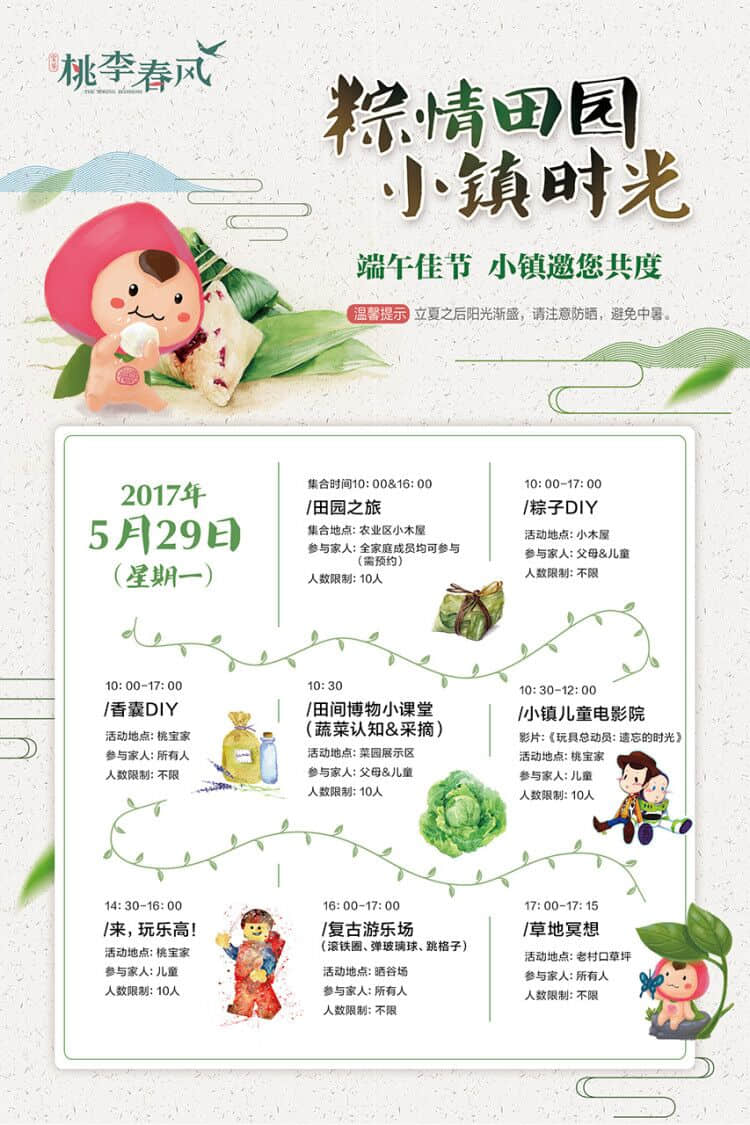 桃李春风
粽情田园
小镇时光
端午佳节 小镇邀您共度
温馨提示 立夏之后阳光渐盛，请注意防晒，避免中暑。
2017年
5月29日
（星期一）
集合时间10：00&16：00
/田园之旅
集合地点：农业区小木屋
参与家人：全家庭成员均可参与
（需预约）
人数限制：10人
10：00-17：00
/粽子DIY
活动地点：小木屋
参与家人：父母&儿童
人数限制：不限
10：00-17：00
/香囊DIY
活动地点：桃宝家
参与家人：所有人
人数限制：不限
10：30
/田间博物小课堂
（蔬菜认知&采摘）
活动地点：菜园展示区
参与家人：父母&儿童
人数限制：10人
10：30-12：00
/小镇儿童电影院
影片：《玩具总动员：遗忘的时光》
活动地点：桃宝家
参与家人：儿童
人数限制：10人
14：30-16：00
/来，玩乐高！
活动地点：桃宝家
参与家人：儿童
人数限制：10人
16：00-17：00
/复古游乐场
（滚铁圈、弹玻璃球、跳格子）
活动地点：晒谷场
参与家人：所有人
人数限制：不限
17：00-17：15
/草地冥想
活动地点：老村口草坪
参与家人：所有人
人数限制：不限